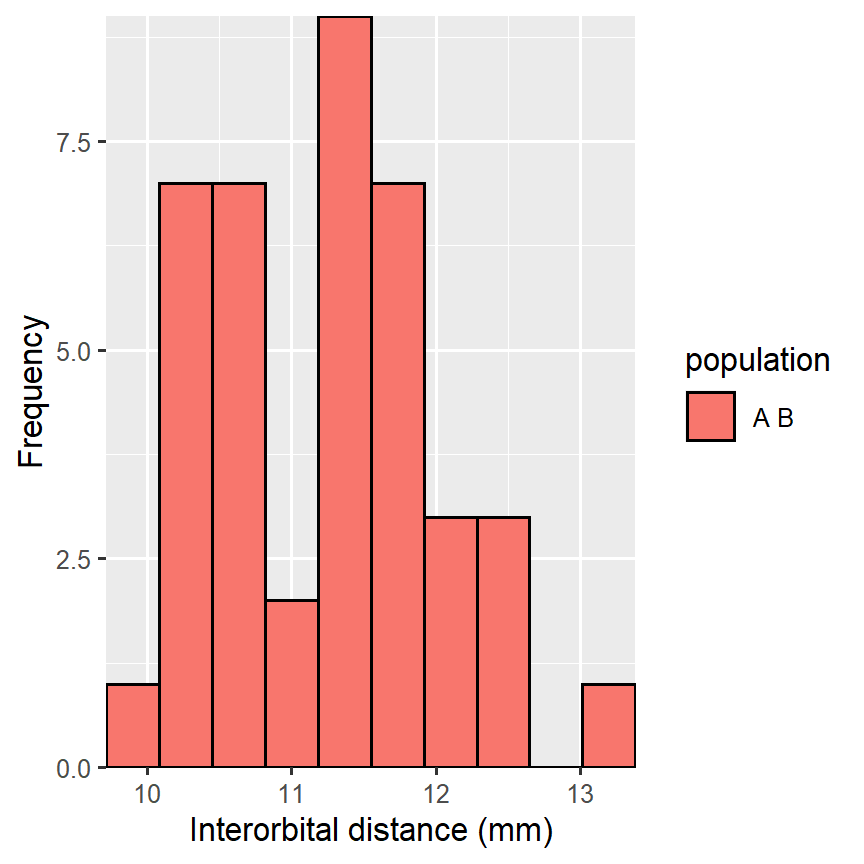 7.5
5.0
2.5
0.0
Frequency
10 11 12 13
Interorbital distance (mm)
population
A B